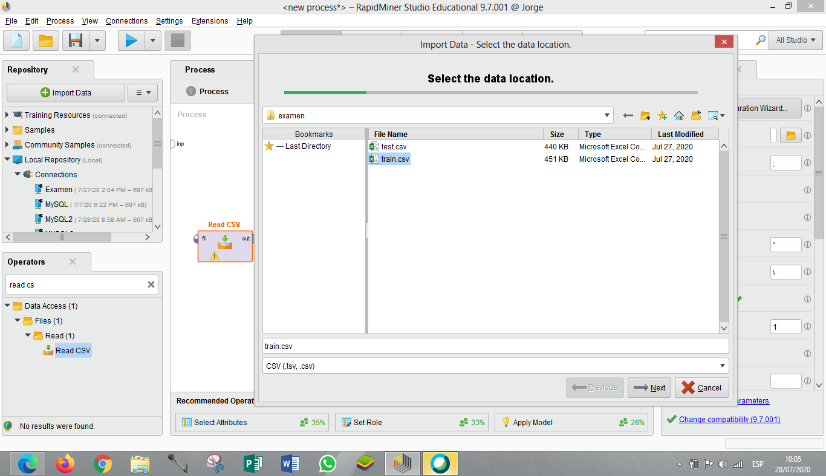 <new process*> – RapidMiner Studio Educational 9.7.001 @ Jorge
File Edit Process View Connections Settings Extensions Help
All Studio
Repository
Import Data
Training Resources (connected)
Samples
Community Samples (connected)
Local Repository (Local)
Connections
Examen ( 7/27/20 2:04 PM – 607 kB
MySQL ( 7/7/20 6:22 PM – 607 kB
MySQL2 ( 7/28/20 8:58 AM – 607 kB
Operators
read cs
Data Access (1)
Files (1)
Read (1)
Read CSV
No results were found.
Process
Process
Process
inp
Read CSV
fil
out
Recommended Operat
Select Attributes 35%
Set Role 33%
Apply Model 26%
Import Data - Select the data location.
Select the data location.
examen
Bookmarks
--- Last Directory
File Name Size Type Last Modified
test.csv 440 KB Microsoft Excel Co... Jul 27, 2020
train.csv 451 KB Microsoft Excel Co... Jul 27, 2020
train.csv
CSV (.tsv, .csv)
Previous
Next
Cancel
ration Wizard...
;
"
\
1
.
arameters
Change compatibility (9.7.001)
ESP
10:05
28/07/2020